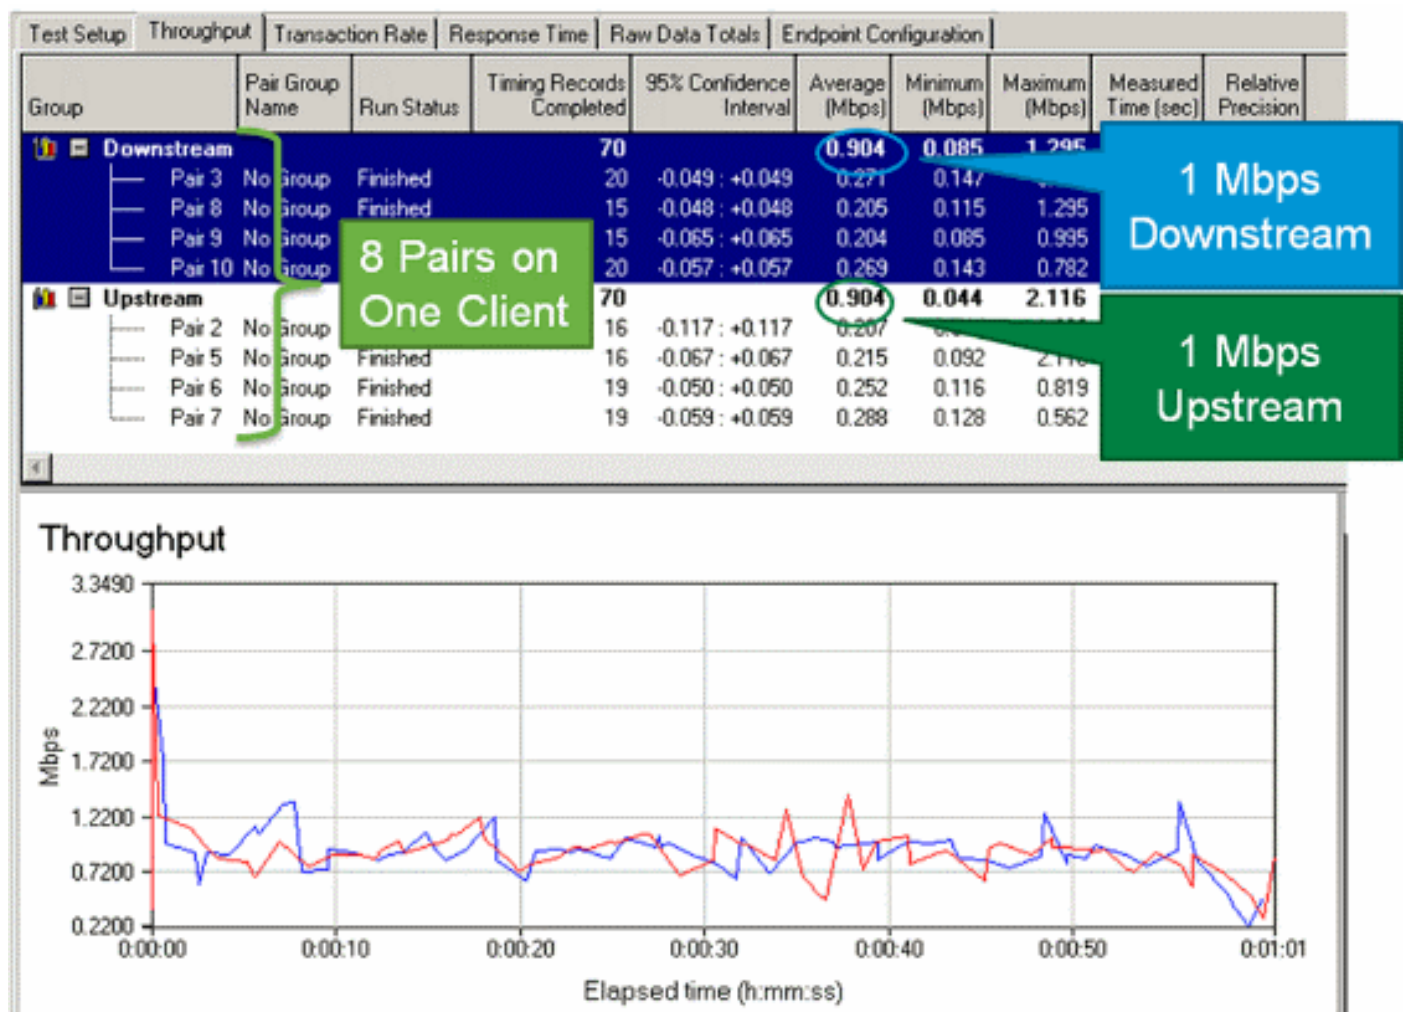 Test Setup Throughput Transaction Rate Response Time Raw Data Totals Endpoint Configuration
Group Pair Group Name Run Status Timing Records Completed 95% Confidence Interval Average (Mbps) Minimum (Mbps) Maximum (Mbps) Measured Time (sec) Relative Precision
Downstream 70 0.904 0.085 1.295
Pair 3 No Group Finished 20 -0.049 : +0.049 0.271 0.147
Pair 8 No Group Finished 15 -0.048 : +0.048 0.205 0.115 1.295
Pair 9 No Group 15 -0.065 : +0.065 0.204 0.085 0.995
Pair 10 No Group 20 -0.057 : +0.057 0.269 0.143 0.782
Upstream 70 0.904 0.044 2.116
Pair 2 No Group 16 -0.117 : +0.117 0.207
Pair 5 No Group Finished 16 -0.067 : +0.067 0.215 0.092
Pair 6 No Group Finished 19 -0.050 : +0.050 0.252 0.116 0.819
Pair 7 No Group Finished 19 -0.059 : +0.059 0.288 0.128 0.562
8 Pairs on
One Client
1 Mbps
Downstream
1 Mbps
Upstream
Throughput
3.3490
2.7200
2.2200
1.7200
1.2200
0.7200
0.2200
Mbps
0:00:00 0:00:10 0:00:20 0:00:30 0:00:40 0:00:50 0:01:01
Elapsed time (h:mm:ss)